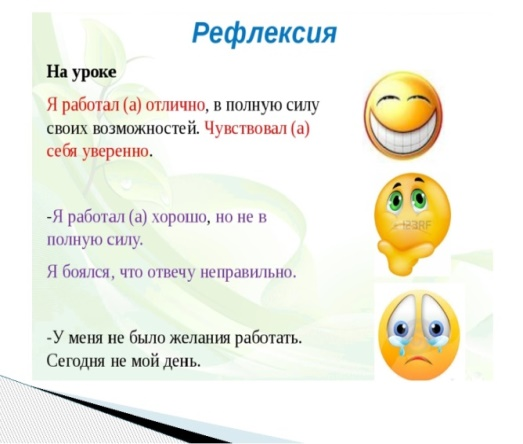 Рефлексия
На уроке
Я работал (а) отлично, в полную силу
своих возможностей. Чувствовал (а)
себя уверенно.
-Я работал (а) хорошо, но не в
полную силу.
Я боялся, что отвечу неправильно.
-У меня не было желания работать.
Сегодня не мой день.